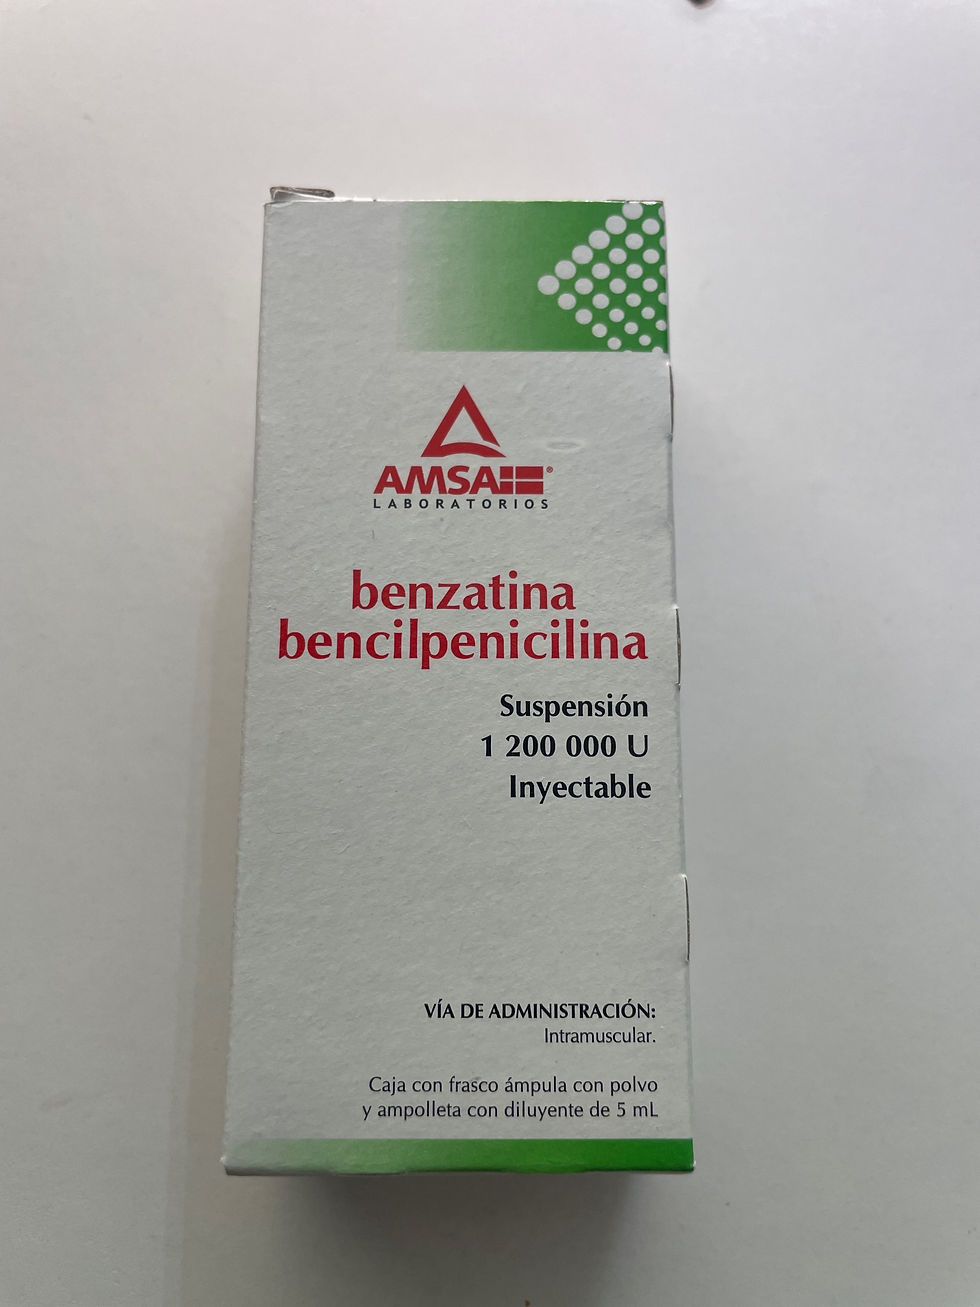 AMSA®
LABORATORIOS
benzatina
bencilpenicilina
Suspensión
1 200 000 U
Inyectable
VÍA DE ADMINISTRACIÓN:
Intramuscular.
Caja con frasco ámpula con polvo
y ampolleta con diluyente de 5 mL